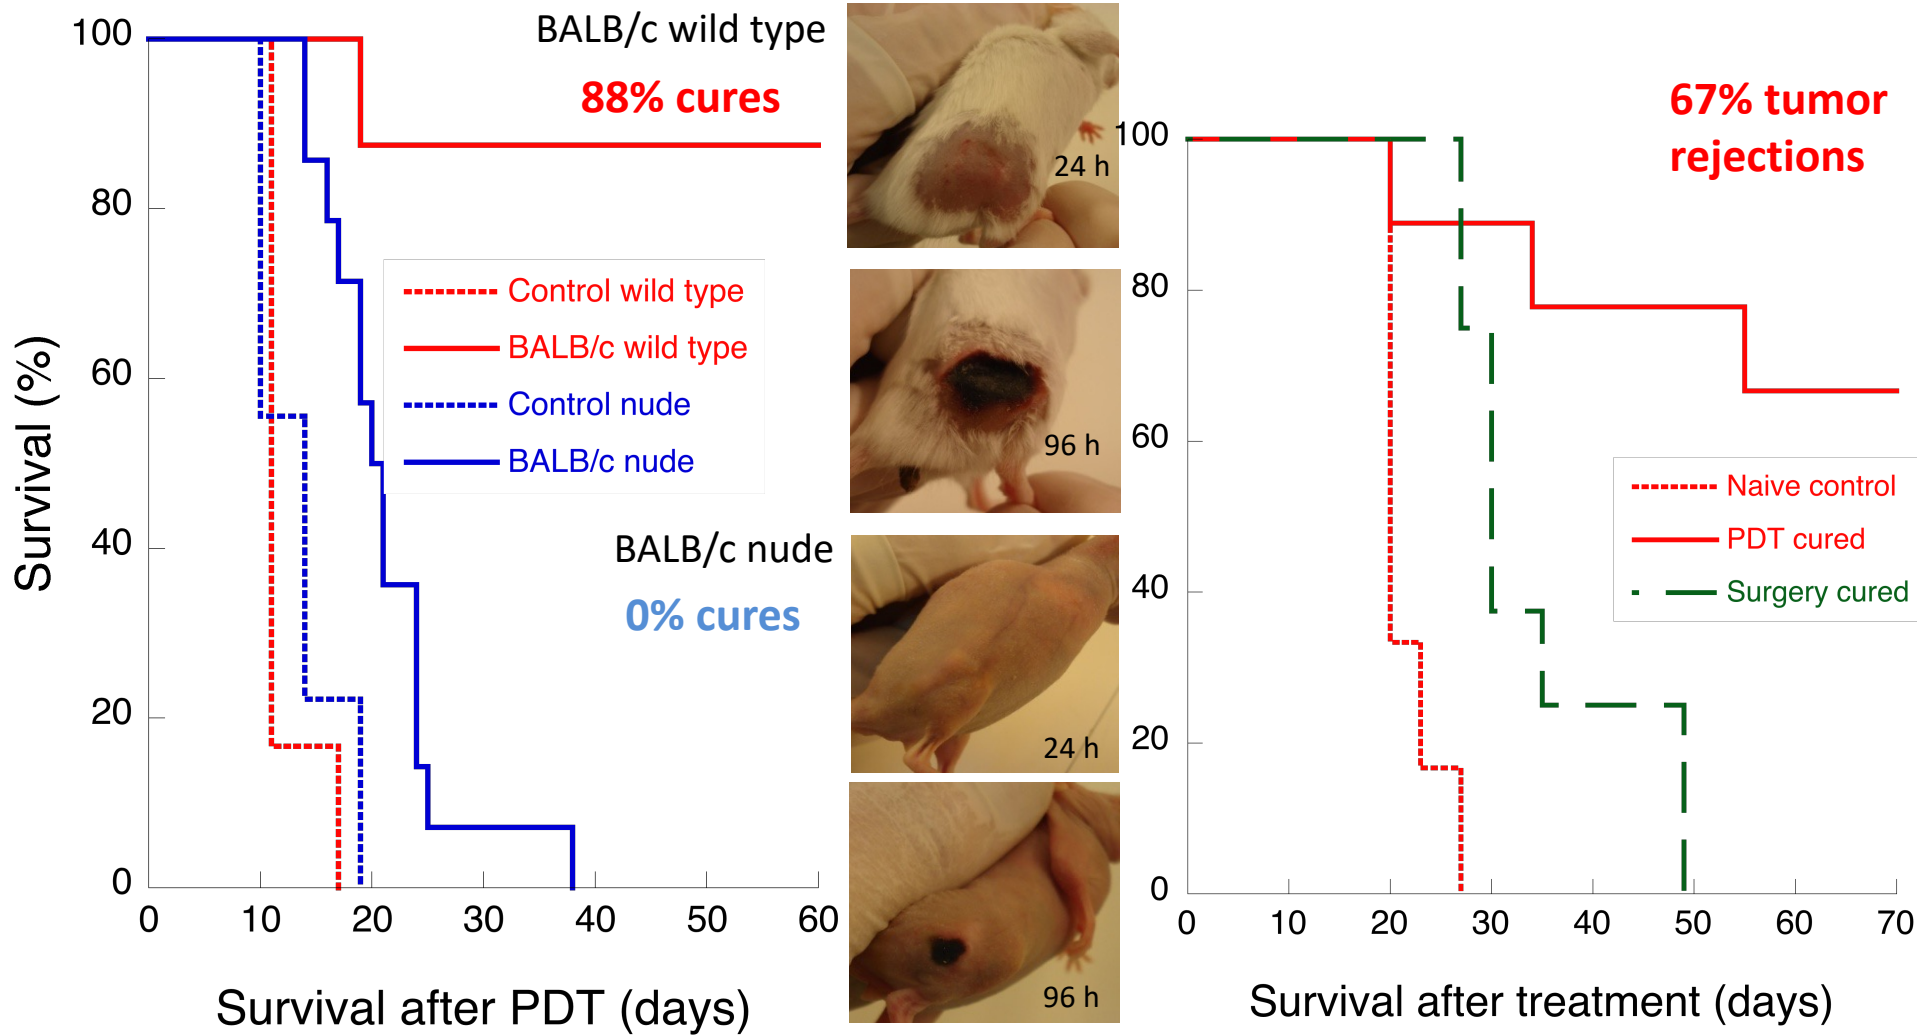 BALB/c wild type
88% cures
100
80
60
40
20
0
Survival (%)
Control wild type
BALB/c wild type
Control nude
BALB/c nude
BALB/c nude
0% cures
0 10 20 30 40 50 60
Survival after PDT (days)
24 h
96 h
24 h
96 h
67% tumor
rejections
100
80
60
40
20
0
Naive control
PDT cured
Surgery cured
0 10 20 30 40 50 60 70
Survival after treatment (days)